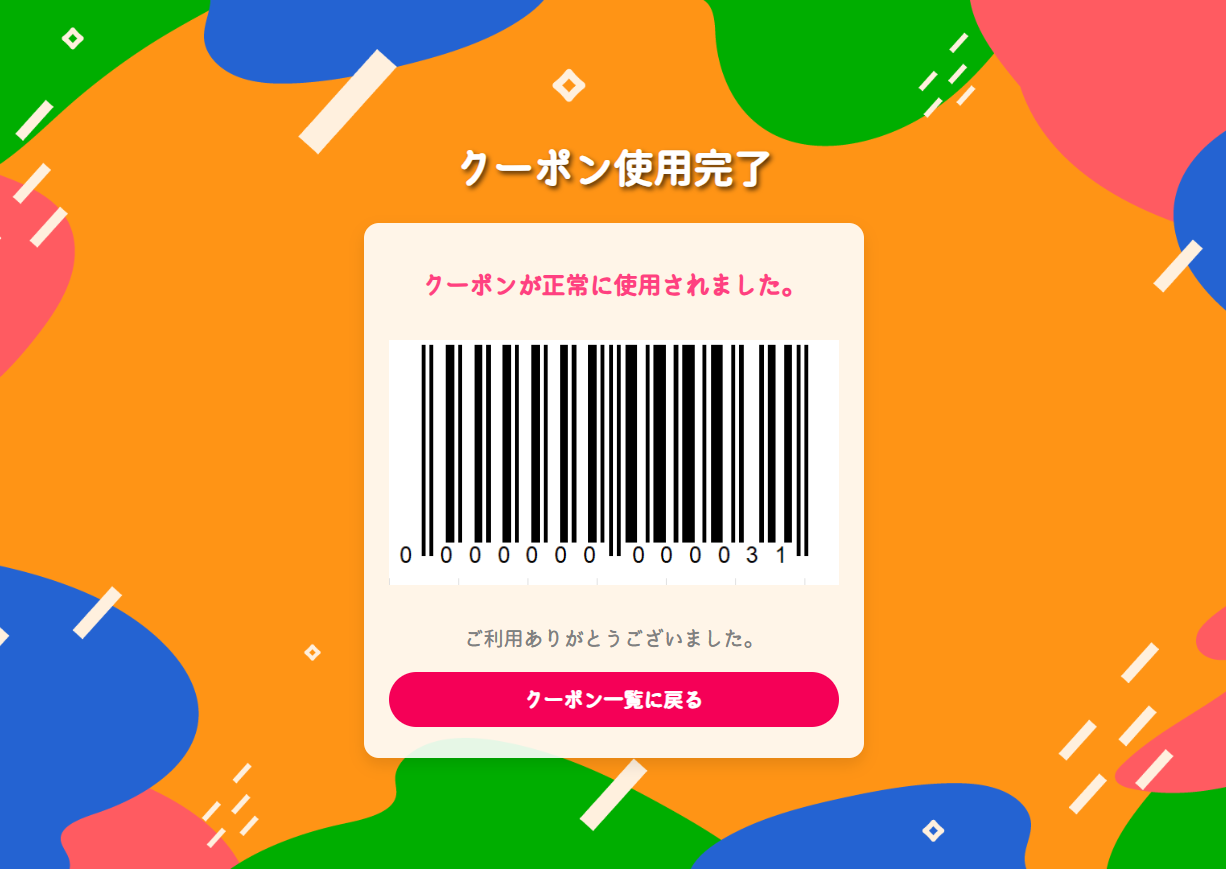 クーポン使用完了
クーポンが正常に使用されました。
0 000000 000031
ご利用ありがとうございました。
クーポン一覧に戻る